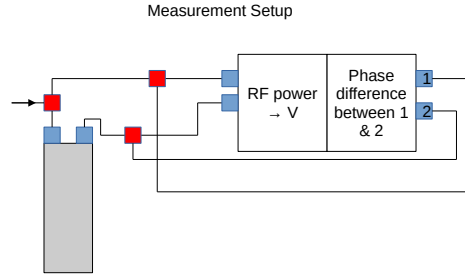 Measurement Setup
RF power
→ V
Phase
difference
between 1
& 2
1
2